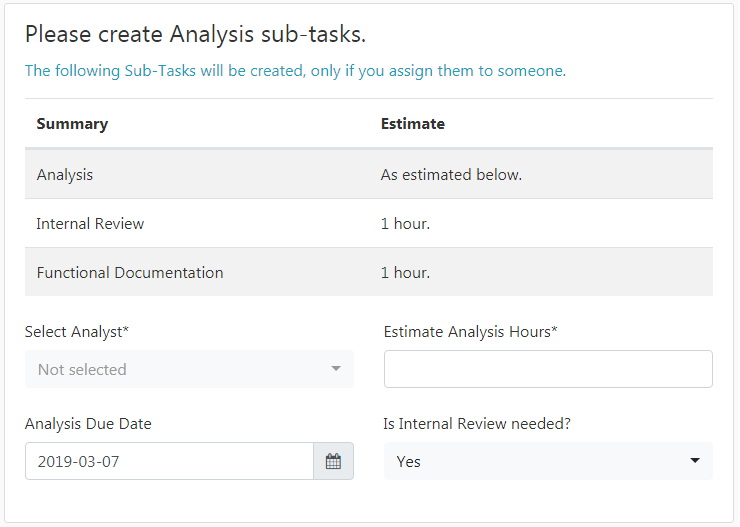 Please create Analysis sub-tasks.
The following Sub-Tasks will be created, only if you assign them to someone.
Summary Estimate
Analysis As estimated below.
Internal Review 1 hour.
Functional Documentation 1 hour.
Select Analyst* Estimate Analysis Hours*
Not selected
Analysis Due Date Is Internal Review needed?
2019-03-07 Yes